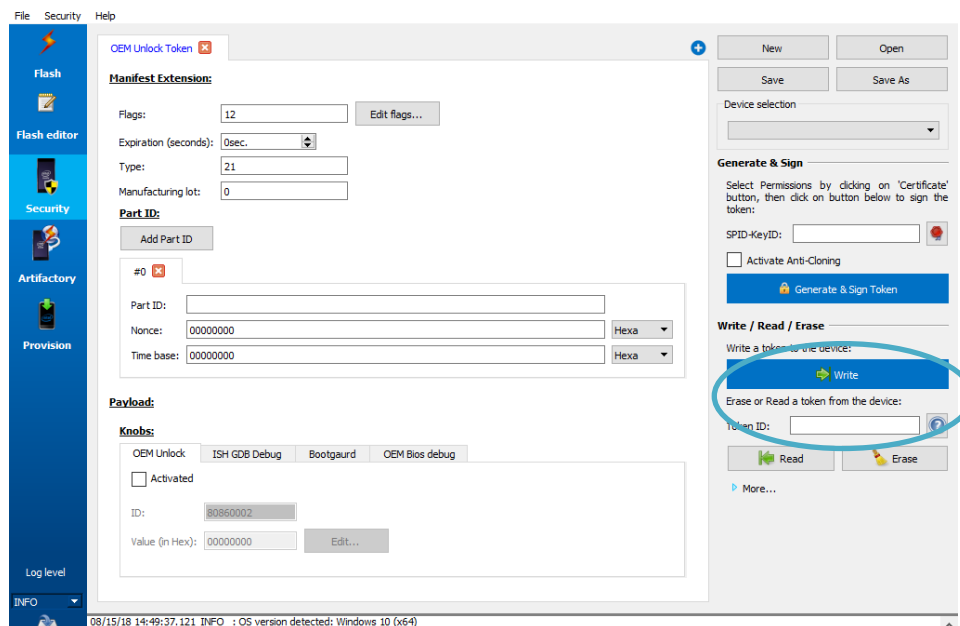 File Security Help
Flash
Flash editor
Security
Artifactory
Provision
Log level
INFO
OEM Unlock Token
Manifest Extension:
Flags: 12 Edit flags...
Expiration (seconds): 0sec.
Type: 21
Manufacturing lot: 0
Part ID:
Add Part ID
#0
Part ID:
Nonce: 00000000 Hexa
Time base: 00000000 Hexa
Payload:
Knobs:
OEM Unlock ISH GDB Debug Bootgaurd OEM Bios debug
Activated
ID: 80860002
Value (in Hex): 00000000 Edit...
New Open
Save Save As
Device selection
Generate & Sign
Select Permissions by clicking on 'Certificate'
button, then click on button below to sign the
token:
SPID-KeyID:
Activate Anti-Cloning
Generate & Sign Token
Write / Read / Erase
Write a token to the device:
Write
Erase or Read a token from the device:
Token ID:
Read Erase
More...
08/15/18 14:49:37.121 INFO : OS version detected: Windows 10 (x64)